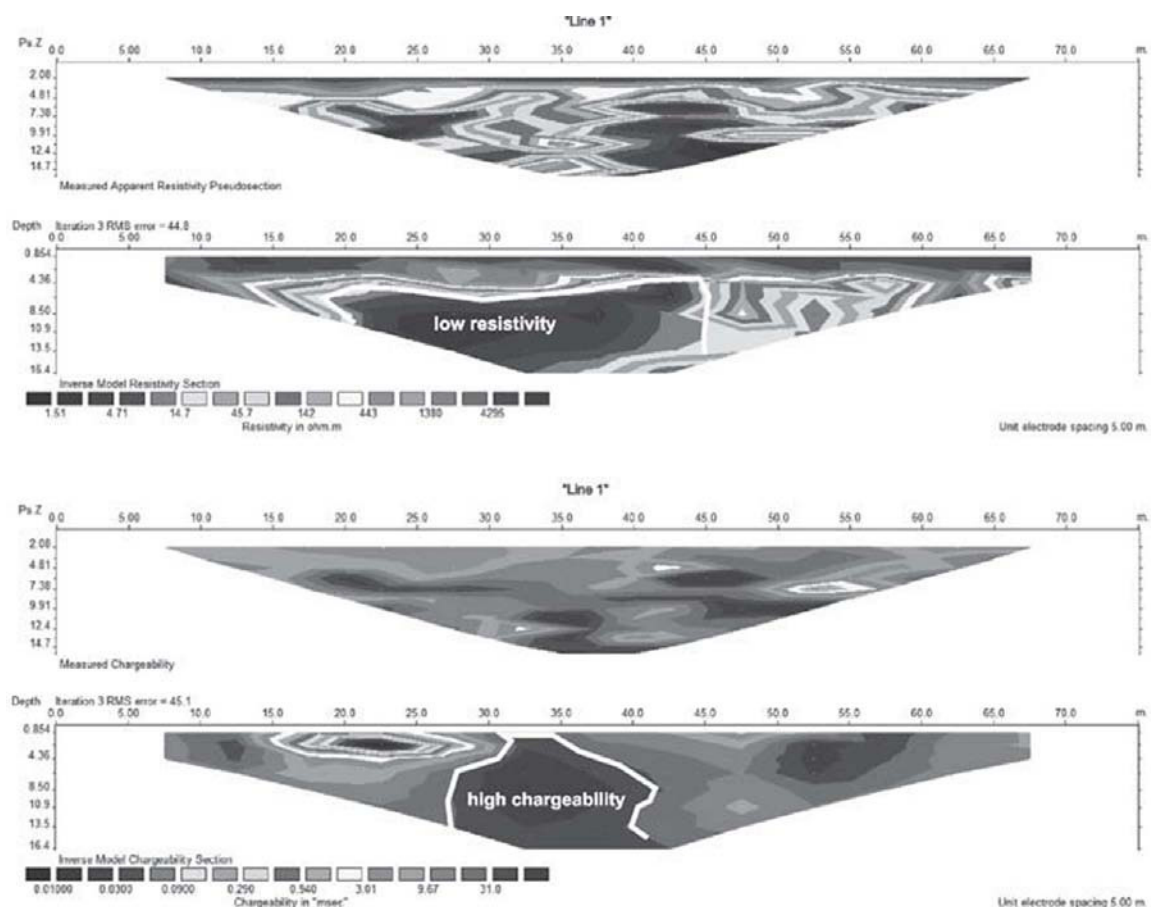 "Line 1"
Ps.Z 0.0 5.00 10.0 15.0 20.0 25.0 30.0 35.0 40.0 45.0 50.0 55.0 60.0 65.0 70.0 m.
2.08
4.81
7.38
9.91
12.4
14.7
Measured Apparent Resistivity Pseudosection
Depth Iteration 3 RMS error = 44.8
0.0 5.00 10.0 15.0 20.0 25.0 30.0 35.0 40.0 45.0 50.0 55.0 60.0 65.0 70.0 m.
0.854
4.36
8.50
10.9
13.5
16.4
low resistivity
Inverse Model Resistivity Section
1.51 4.71 14.7 45.7 142 443 1380 4295
Resistivity in ohm.m
Unit electrode spacing 5.00 m.
"Line 1"
Ps.Z 0.0 5.00 10.0 15.0 20.0 25.0 30.0 35.0 40.0 45.0 50.0 55.0 60.0 65.0 70.0 m.
2.08
4.81
7.38
9.91
12.4
14.7
Measured Chargeability
Depth Iteration 3 RMS error = 45.1
0.0 5.00 10.0 15.0 20.0 25.0 30.0 35.0 40.0 45.0 50.0 55.0 60.0 65.0 70.0 m.
0.854
4.36
8.50
10.9
13.5
16.4
high chargeability
Inverse Model Chargeability Section
0.01000 0.0300 0.0900 0.290 0.540 3.01 9.67 31.0
Chargeability in "msec"
Unit electrode spacing 5.00 m.